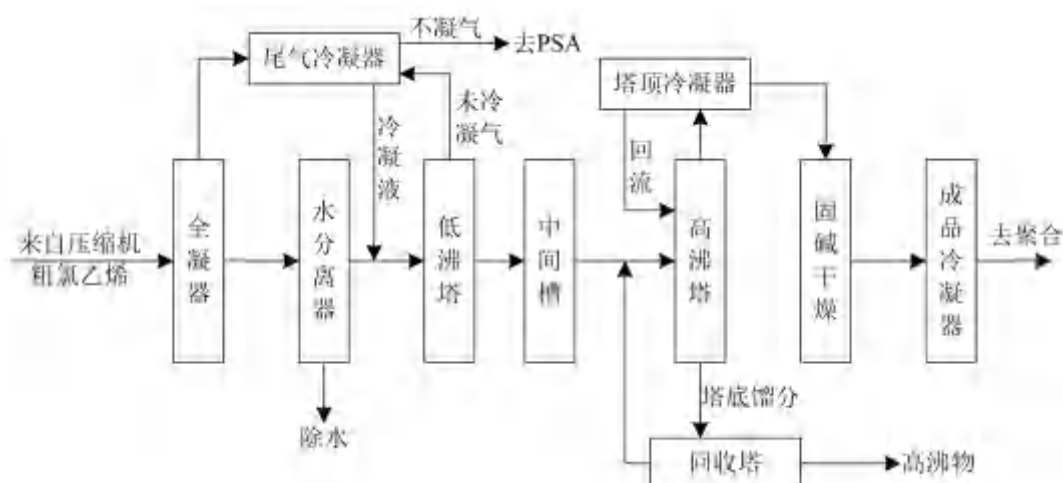 不凝气
去PSA
尾气冷凝器
塔顶冷凝器
未冷凝气
冷凝液
回流
来自压缩机
粗氯乙烯
全凝器
水分离器
低沸塔
中间槽
高沸塔
固碱干燥
成品冷凝器
去聚合
除水
塔底馏分
回收塔
高沸物